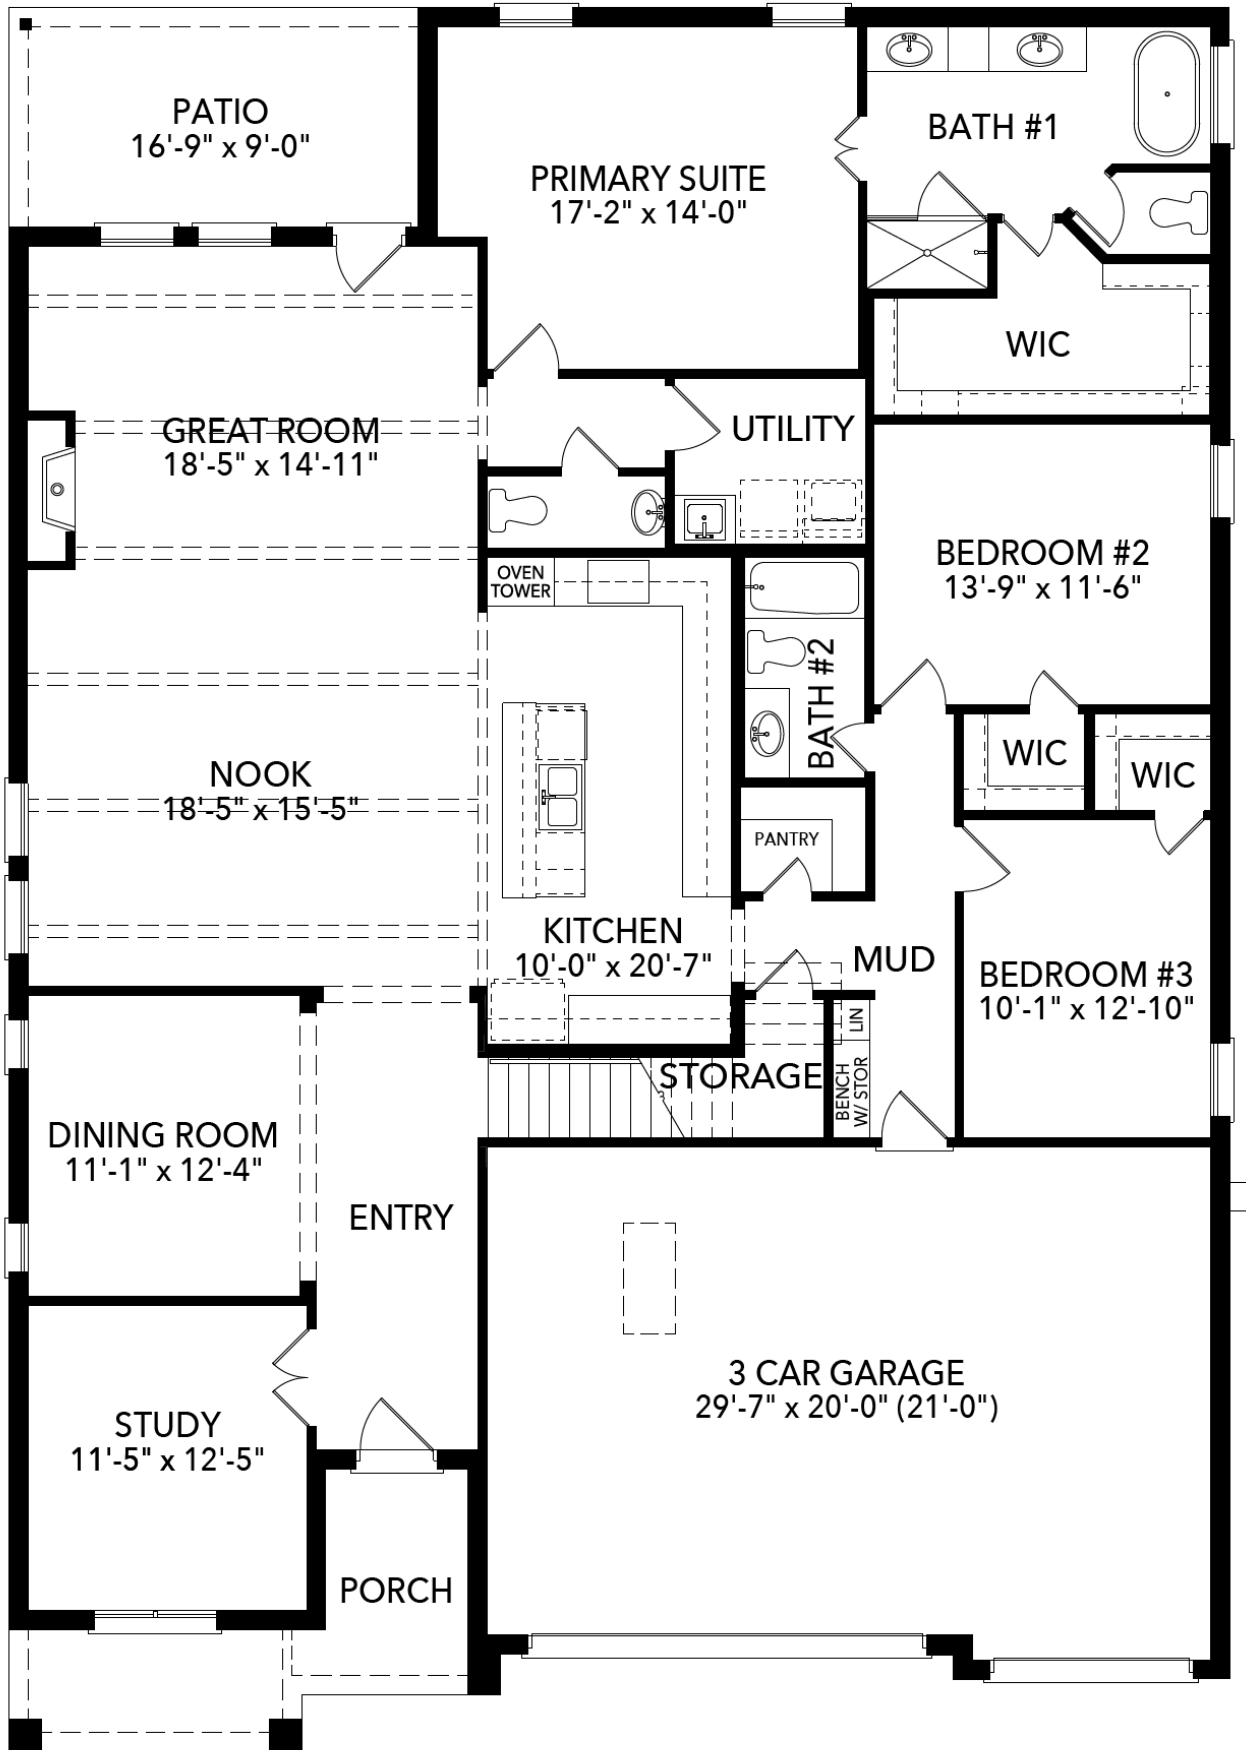 PATIO
16'-9" x 9'-0"
BATH #1
PRIMARY SUITE
17'-2" x 14'-0"
WIC
GREAT ROOM
18'-5" x 14'-11"
UTILITY
BEDROOM #2
13'-9" x 11'-6"
OVEN
TOWER
BATH #2
NOOK
18'-5" x 15'-5"
WIC
WIC
PANTRY
KITCHEN
10'-0" x 20'-7"
MUD
BEDROOM #3
10'-1" x 12'-10"
LIN
STORAGE
BENCH
W/ STOR
DINING ROOM
11'-1" x 12'-4"
ENTRY
3 CAR GARAGE
29'-7" x 20'-0" (21'-0")
STUDY
11'-5" x 12'-5"
PORCH